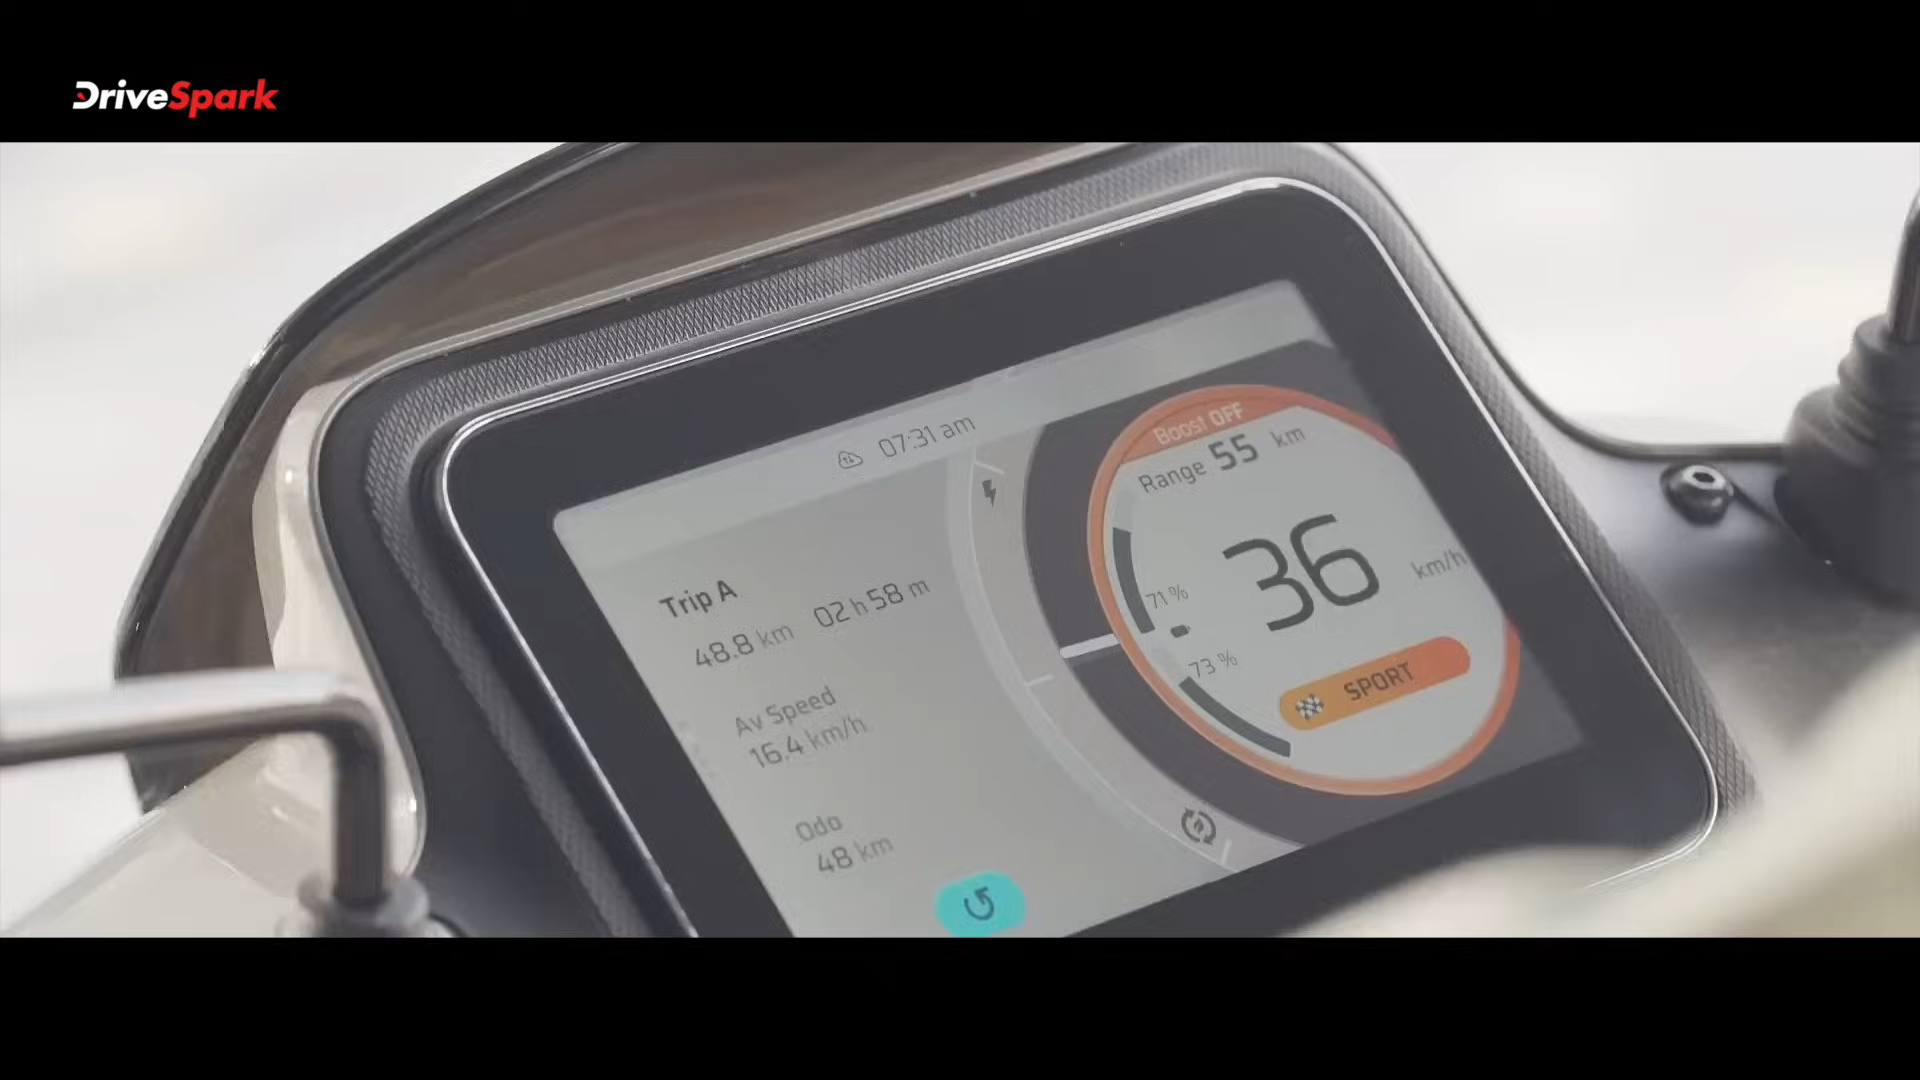 DriveSpark
07:31 am
Boost OFF
Range 55 km
36 km/h
71 %
73 %
SPORT
Trip A
48.8 km 02 h 58 m
Av Speed
16.4 km/h
Odo
48 km